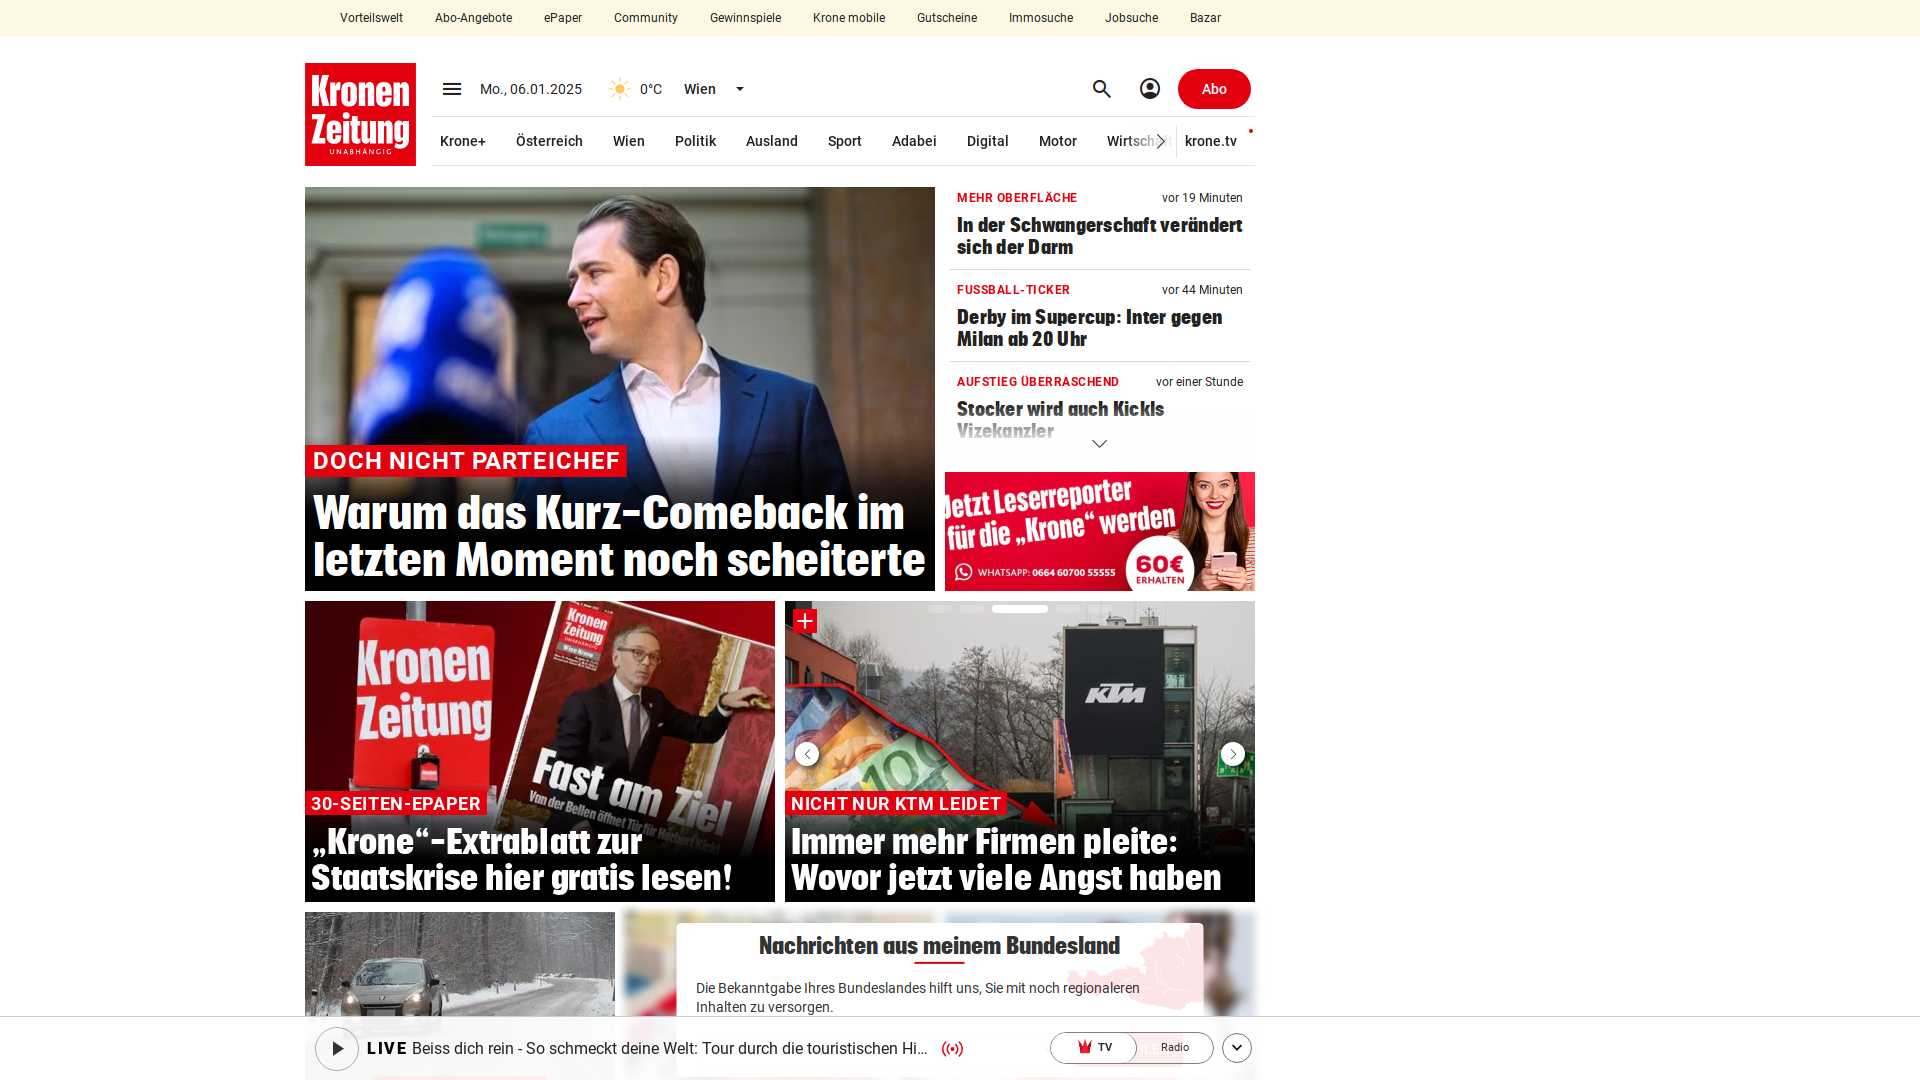 Vorteilswelt Abo-Angebote ePaper Community Gewinnspiele Krone mobile Gutscheine Immosuche Jobsuche Bazar
Kronen
Zeitung
UNABHÄNGIG
Mo., 06.01.2025 0°C Wien
Abo
Krone+ Österreich Wien Politik Ausland Sport Adabei Digital Motor Wirtschaft krone.tv
DOCH NICHT PARTEICHEF
Warum das Kurz-Comeback im
letzten Moment noch scheiterte
MEHR OBERFLÄCHE vor 19 Minuten
In der Schwangerschaft verändert
sich der Darm
FUSSBALL-TICKER vor 44 Minuten
Derby im Supercup: Inter gegen
Milan ab 20 Uhr
AUFSTIEG ÜBERRASCHEND vor einer Stunde
Stocker wird auch Kickls
Vizekanzler
Jetzt Leserreporter
für die „Krone“ werden
WHATSAPP: 0664 60700 55555
60€
ERHALTEN
Kronen
Zeitung
Kronen
Zeitung
UNABHÄNGIG
Fast am Ziel
Van der Bellen öffnet Tür für Herbert Kickl
30-SEITEN-EPAPER
„Krone“-Extrablatt zur
Staatskrise hier gratis lesen!
KTM
100
NICHT NUR KTM LEIDET
Immer mehr Firmen pleite:
Wovor jetzt viele Angst haben
Nachrichten aus meinem Bundesland
Die Bekanntgabe Ihres Bundeslandes hilft uns, Sie mit noch regionaleren
Inhalten zu versorgen.
LIVE Beiss dich rein - So schmeckt deine Welt: Tour durch die touristischen Hi...
TV Radio